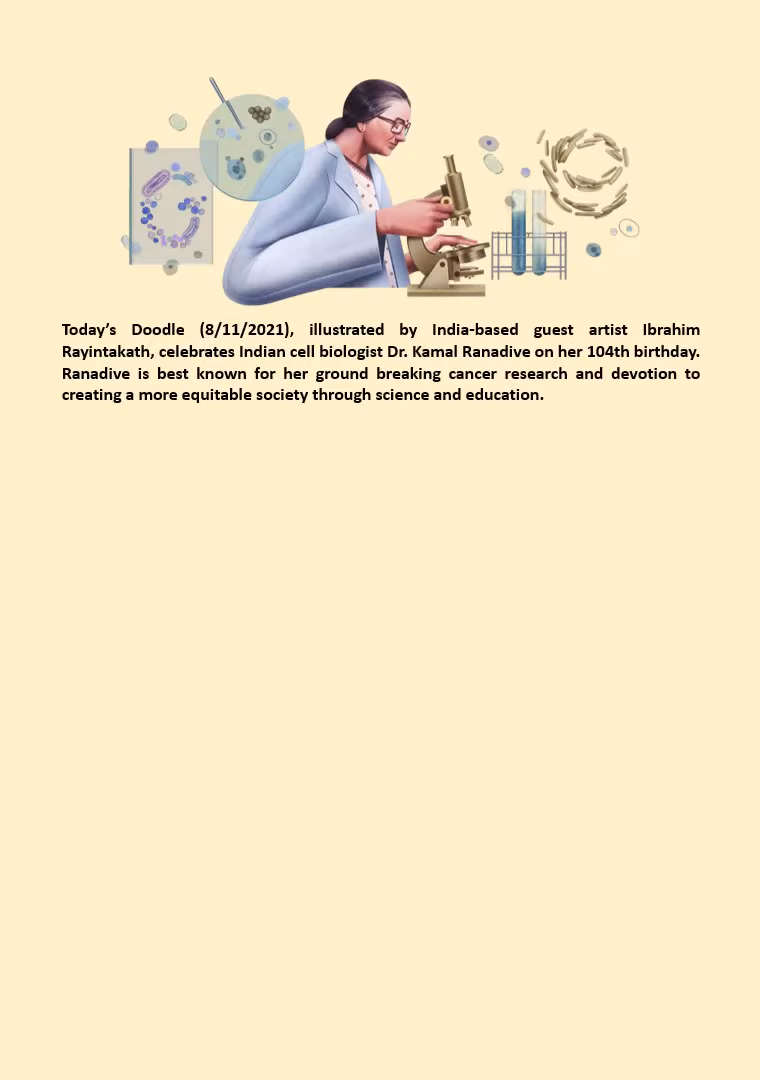 Today’s Doodle (8/11/2021), illustrated by India-based guest artist Ibrahim
Rayintakath, celebrates Indian cell biologist Dr. Kamal Ranadive on her 104th birthday.
Ranadive is best known for her ground breaking cancer research and devotion to
creating a more equitable society through science and education.